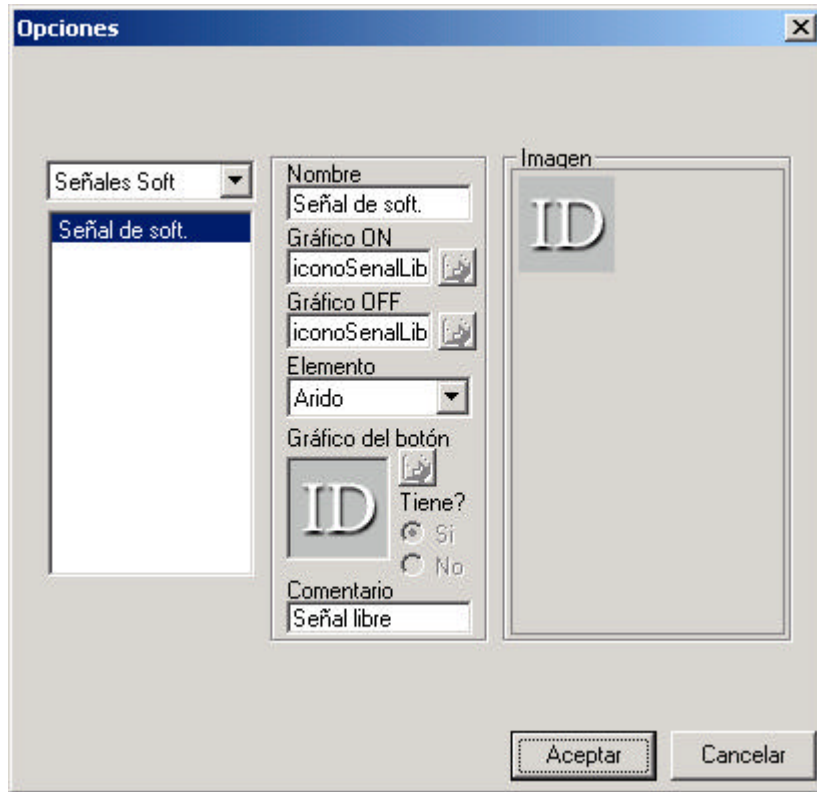 Opciones
Señales Soft
Señal de soft.
Nombre
Señal de soft.
Gráfico ON
iconoSenalLib
Gráfico OFF
iconoSenalLib
Elemento
Arido
Gráfico del botón
ID
Tiene?
Si
No
Comentario
Señal libre
Imagen
ID
Aceptar
Cancelar